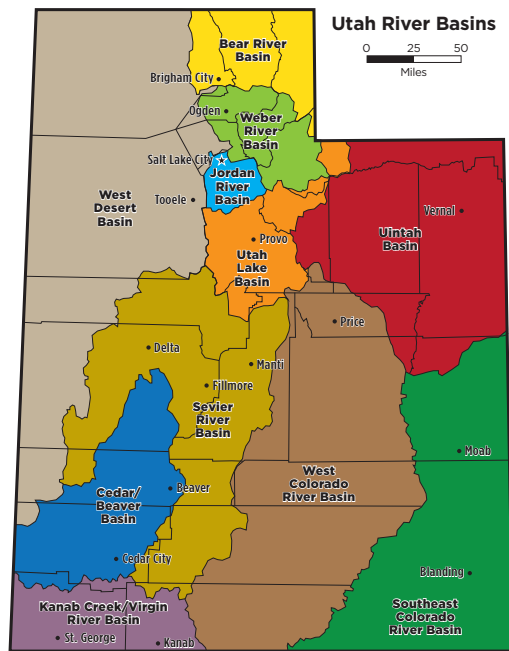 Utah River Basins
0 25 50
Miles
Bear River
Basin
Brigham City
Ogden
Weber
River
Basin
Salt Lake City
Jordan
River
Basin
West
Desert
Basin
Tooele
Vernal
Uintah
Basin
Provo
Utah
Lake
Basin
Price
Delta
Manti
Fillmore
Sevier
River
Basin
Moab
West
Colorado
River Basin
Beaver
Cedar/
Beaver
Basin
Cedar City
Blanding
Kanab Creek/Virgin
River Basin
Southeast
Colorado
River Basin
St. George
Kanab